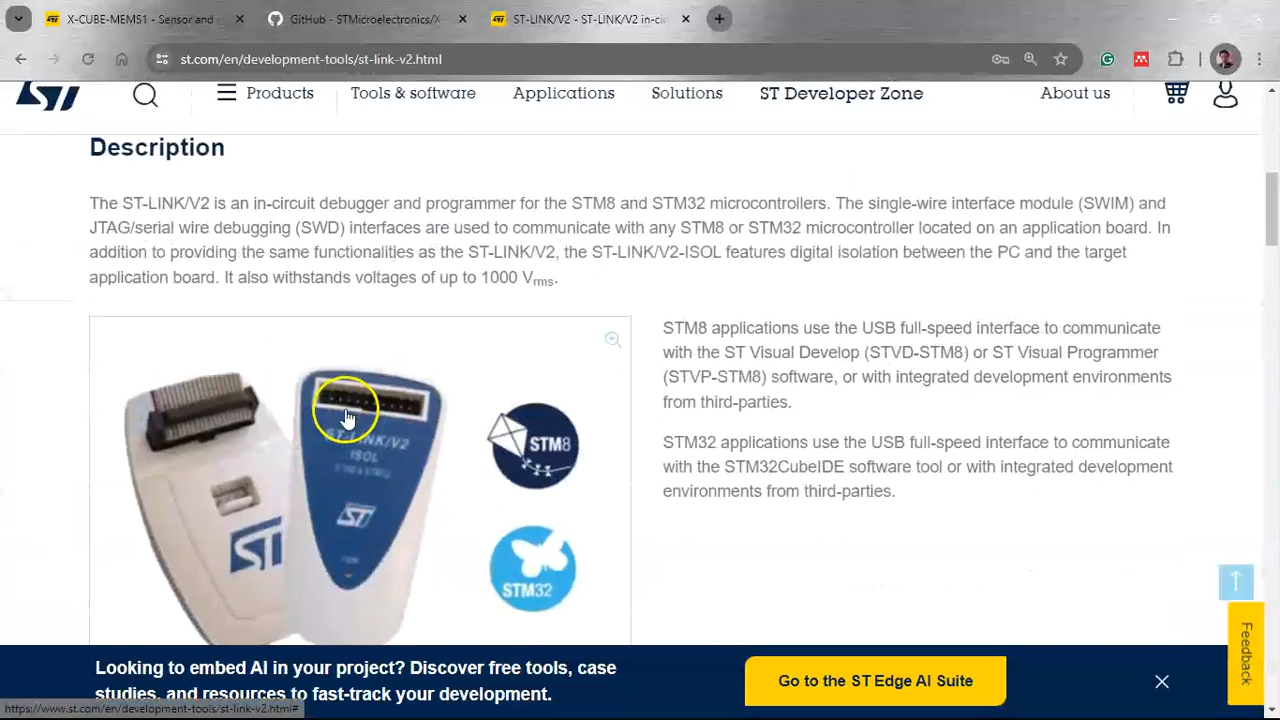 X-CUBE-MEMS1 - Sensor and
GitHub - STMicroelectronics/X-
ST-LINK/V2 - ST-LINK/V2 in-cir
st.com/en/development-tools/st-link-v2.html
Products
Tools & software
Applications
Solutions
ST Developer Zone
About us
Description
The ST-LINK/V2 is an in-circuit debugger and programmer for the STM8 and STM32 microcontrollers. The single-wire interface module (SWIM) and
JTAG/serial wire debugging (SWD) interfaces are used to communicate with any STM8 or STM32 microcontroller located on an application board. In
addition to providing the same functionalities as the ST-LINK/V2, the ST-LINK/V2-ISOL features digital isolation between the PC and the target
application board. It also withstands voltages of up to 1000 Vrms.
STM8 applications use the USB full-speed interface to communicate
with the ST Visual Develop (STVD-STM8) or ST Visual Programmer
(STVP-STM8) software, or with integrated development environments
from third-parties.
STM32 applications use the USB full-speed interface to communicate
with the STM32CubeIDE software tool or with integrated development
environments from third-parties.
ST-LINK/V2
ISOL
ST
ST
STM8
STM32
Feedback
Looking to embed AI in your project? Discover free tools, case
studies, and resources to fast-track your development.
Go to the ST Edge AI Suite
https://www.st.com/en/development-tools/st-link-v2.html#